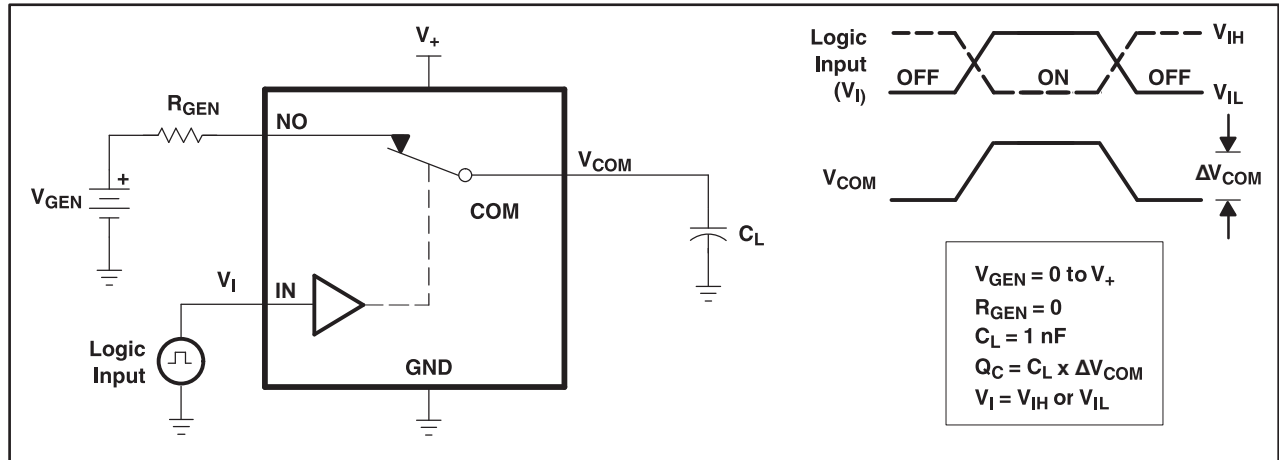 V+
RGEN
NO
VCOM
COM
VGEN
+
CL
VI
IN
Logic
Input
GND
Logic
Input
(VI)
OFF
ON
OFF
VIH
VIL
VCOM
ΔVCOM
VGEN = 0 to V+
RGEN = 0
CL = 1 nF
QC = CL x ΔVCOM
VI = VIH or VIL